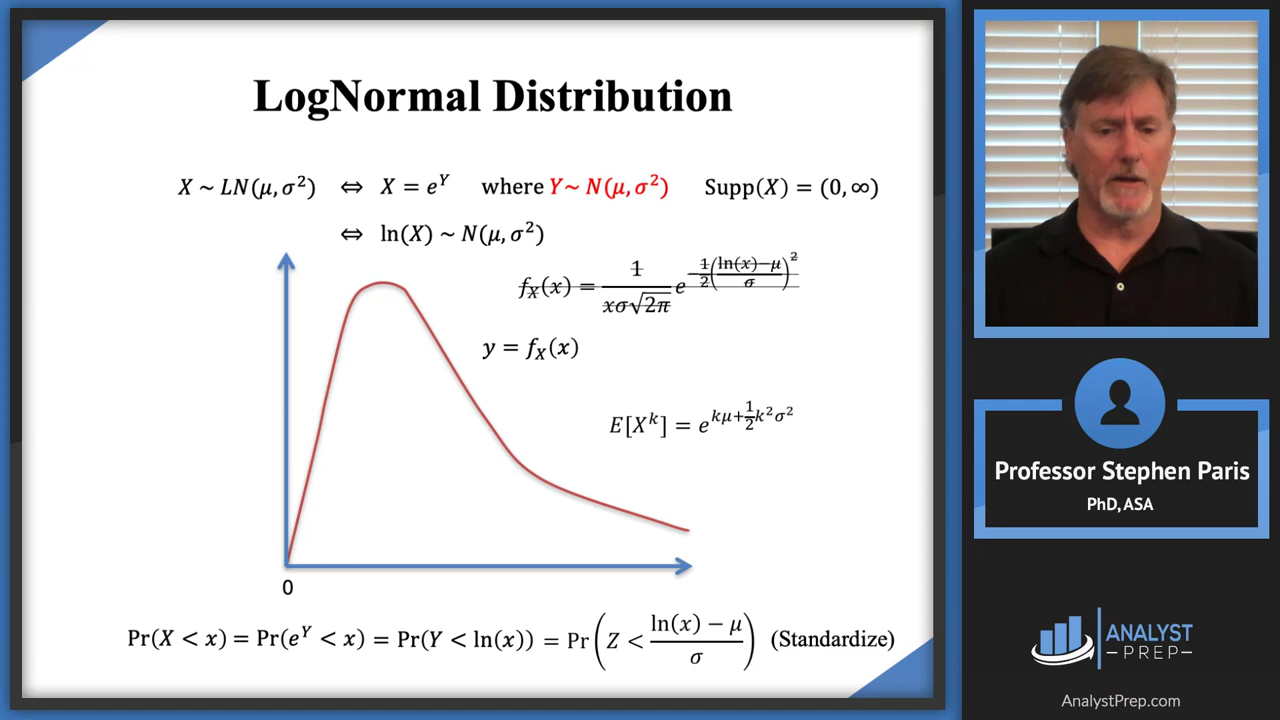 LogNormal Distribution
X ~ LN(μ, σ²) ⇔ X = e^Y where Y~ N(μ, σ²) Supp(X) = (0, ∞)
⇔ ln(X) ~ N(μ, σ²)
f_X(x) = 1/(xσ√2π) e^(−1/2((ln(x)−μ)/σ)²)
y = f_X(x)
E[X^k] = e^(kμ+1/2k²σ²)
0
Pr(X < x) = Pr(e^Y < x) = Pr(Y < ln(x)) = Pr(Z < (ln(x) − μ)/σ) (Standardize)
Professor Stephen Paris
PhD, ASA
ANALYST
—PREP—
AnalystPrep.com